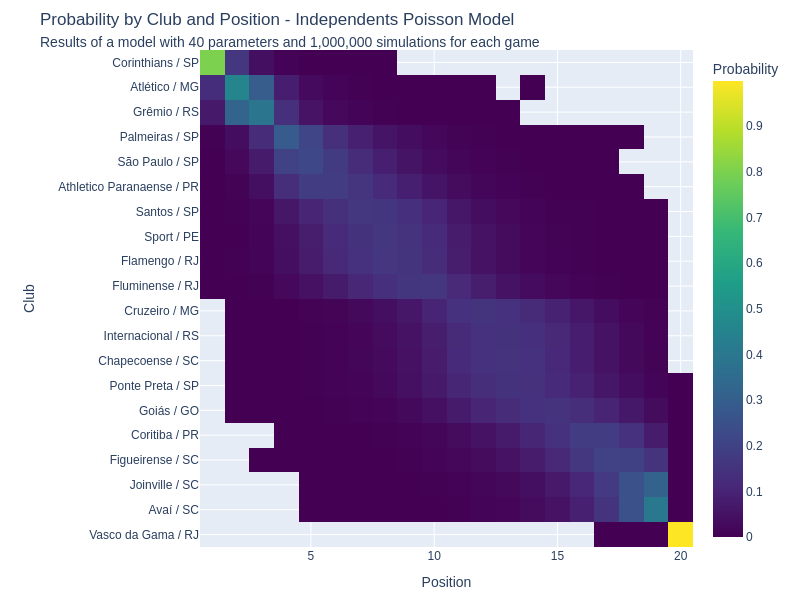 Probability by Club and Position - Independents Poisson Model
Results of a model with 40 parameters and 1,000,000 simulations for each game
Probability
Corinthians / SP
Atlético / MG
Grêmio / RS
Palmeiras / SP
São Paulo / SP
Athletico Paranaense / PR
Santos / SP
Sport / PE
Flamengo / RJ
Fluminense / RJ
Cruzeiro / MG
Internacional / RS
Chapecoense / SC
Ponte Preta / SP
Goiás / GO
Coritiba / PR
Figueirense / SC
Joinville / SC
Avaí / SC
Vasco da Gama / RJ
Club
5 10 15 20
Position
0.9
0.8
0.7
0.6
0.5
0.4
0.3
0.2
0.1
0